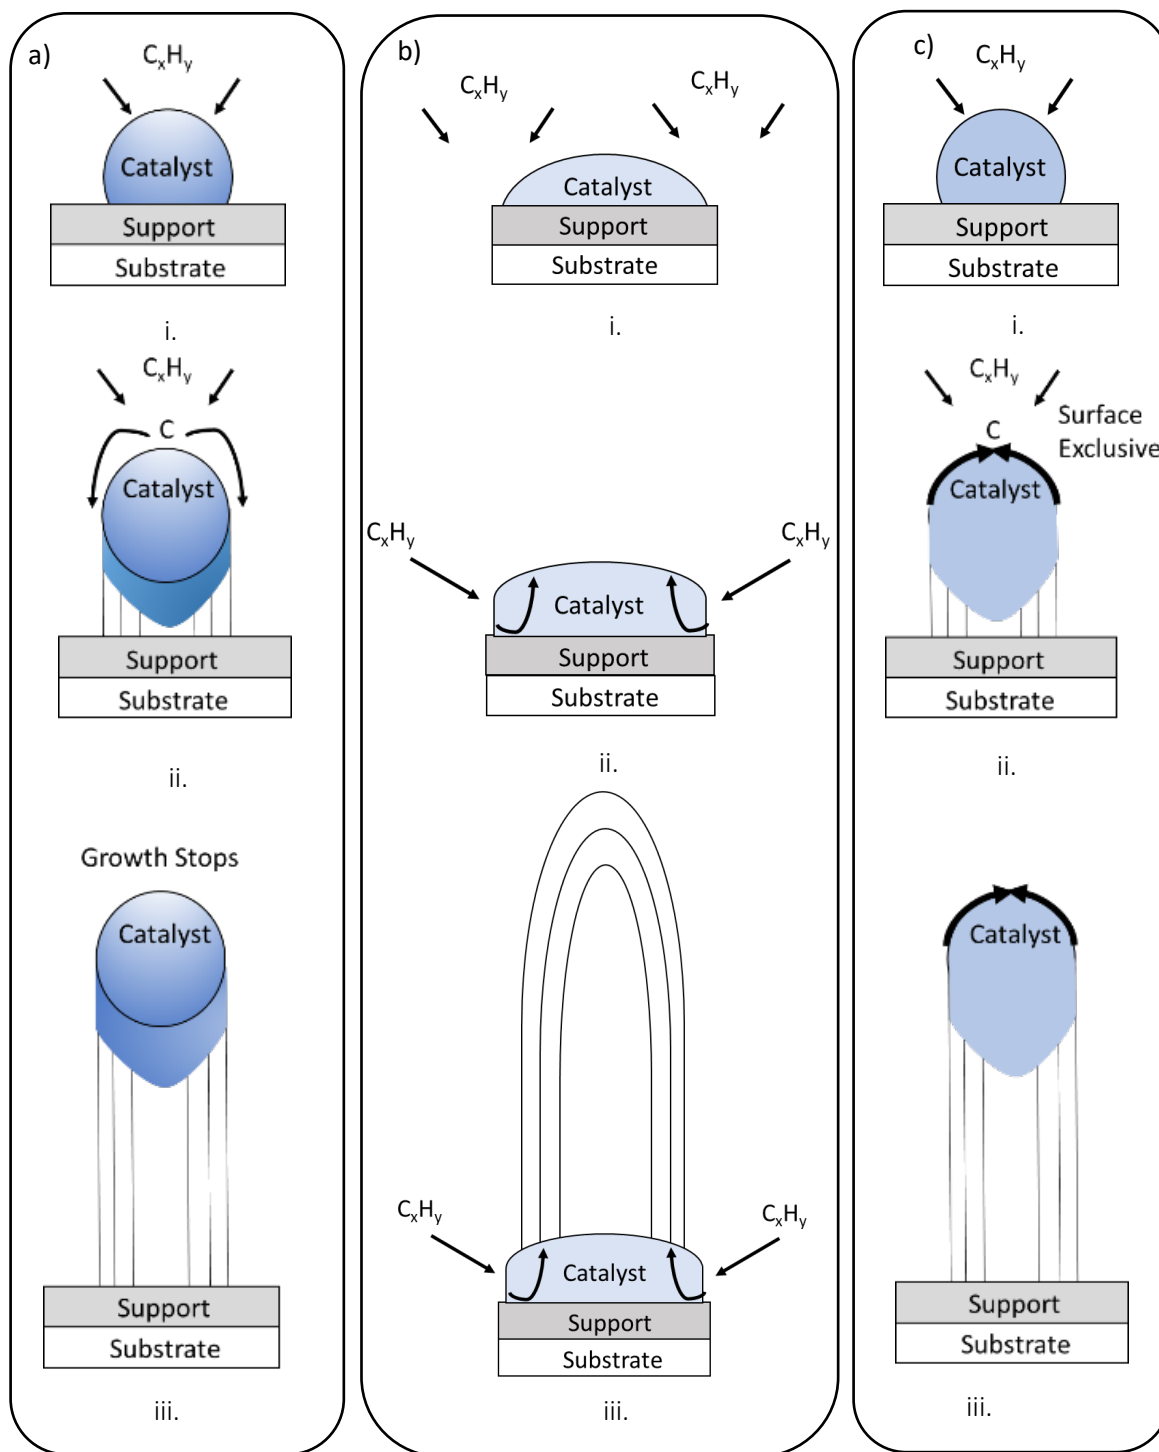 a)
CxHy
Catalyst
Support
Substrate
i.
CxHy
C
Catalyst
Support
Substrate
ii.
Growth Stops
Catalyst
Support
Substrate
iii.
b)
CxHy
CxHy
Catalyst
Support
Substrate
i.
CxHy
CxHy
Catalyst
Support
Substrate
ii.
CxHy
CxHy
Catalyst
Support
Substrate
iii.
c)
CxHy
Catalyst
Support
Substrate
i.
CxHy
C
Surface
Exclusive
Catalyst
Support
Substrate
ii.
Catalyst
Support
Substrate
iii.